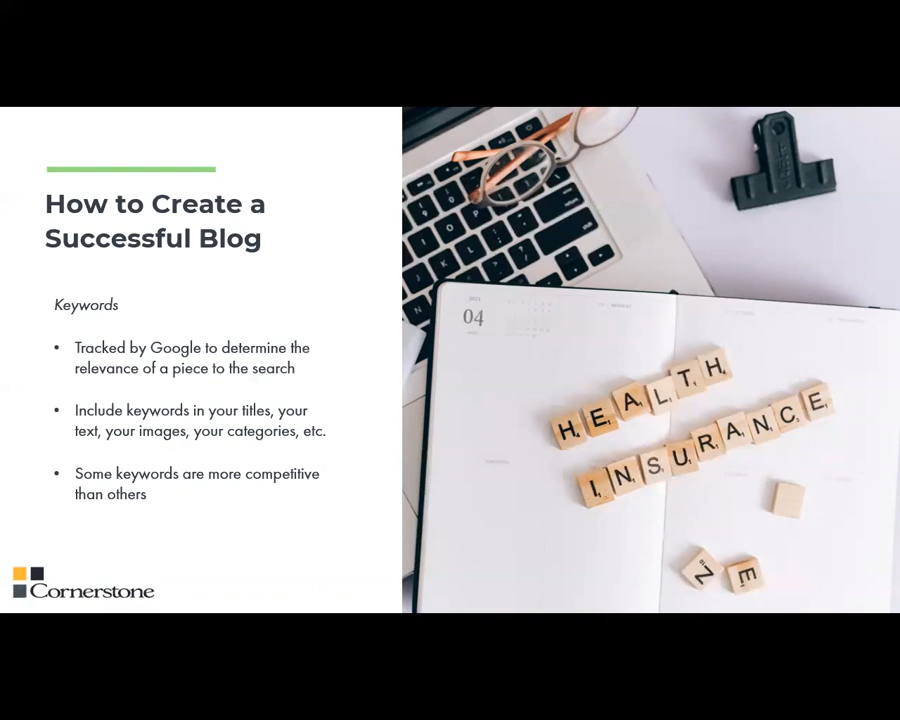 How to Create a
Successful Blog
Keywords
• Tracked by Google to determine the
relevance of a piece to the search
• Include keywords in your titles, your
text, your images, your categories, etc.
• Some keywords are more competitive
than others
Cornerstone
04
HEALTH
INSURANCE
Z
E